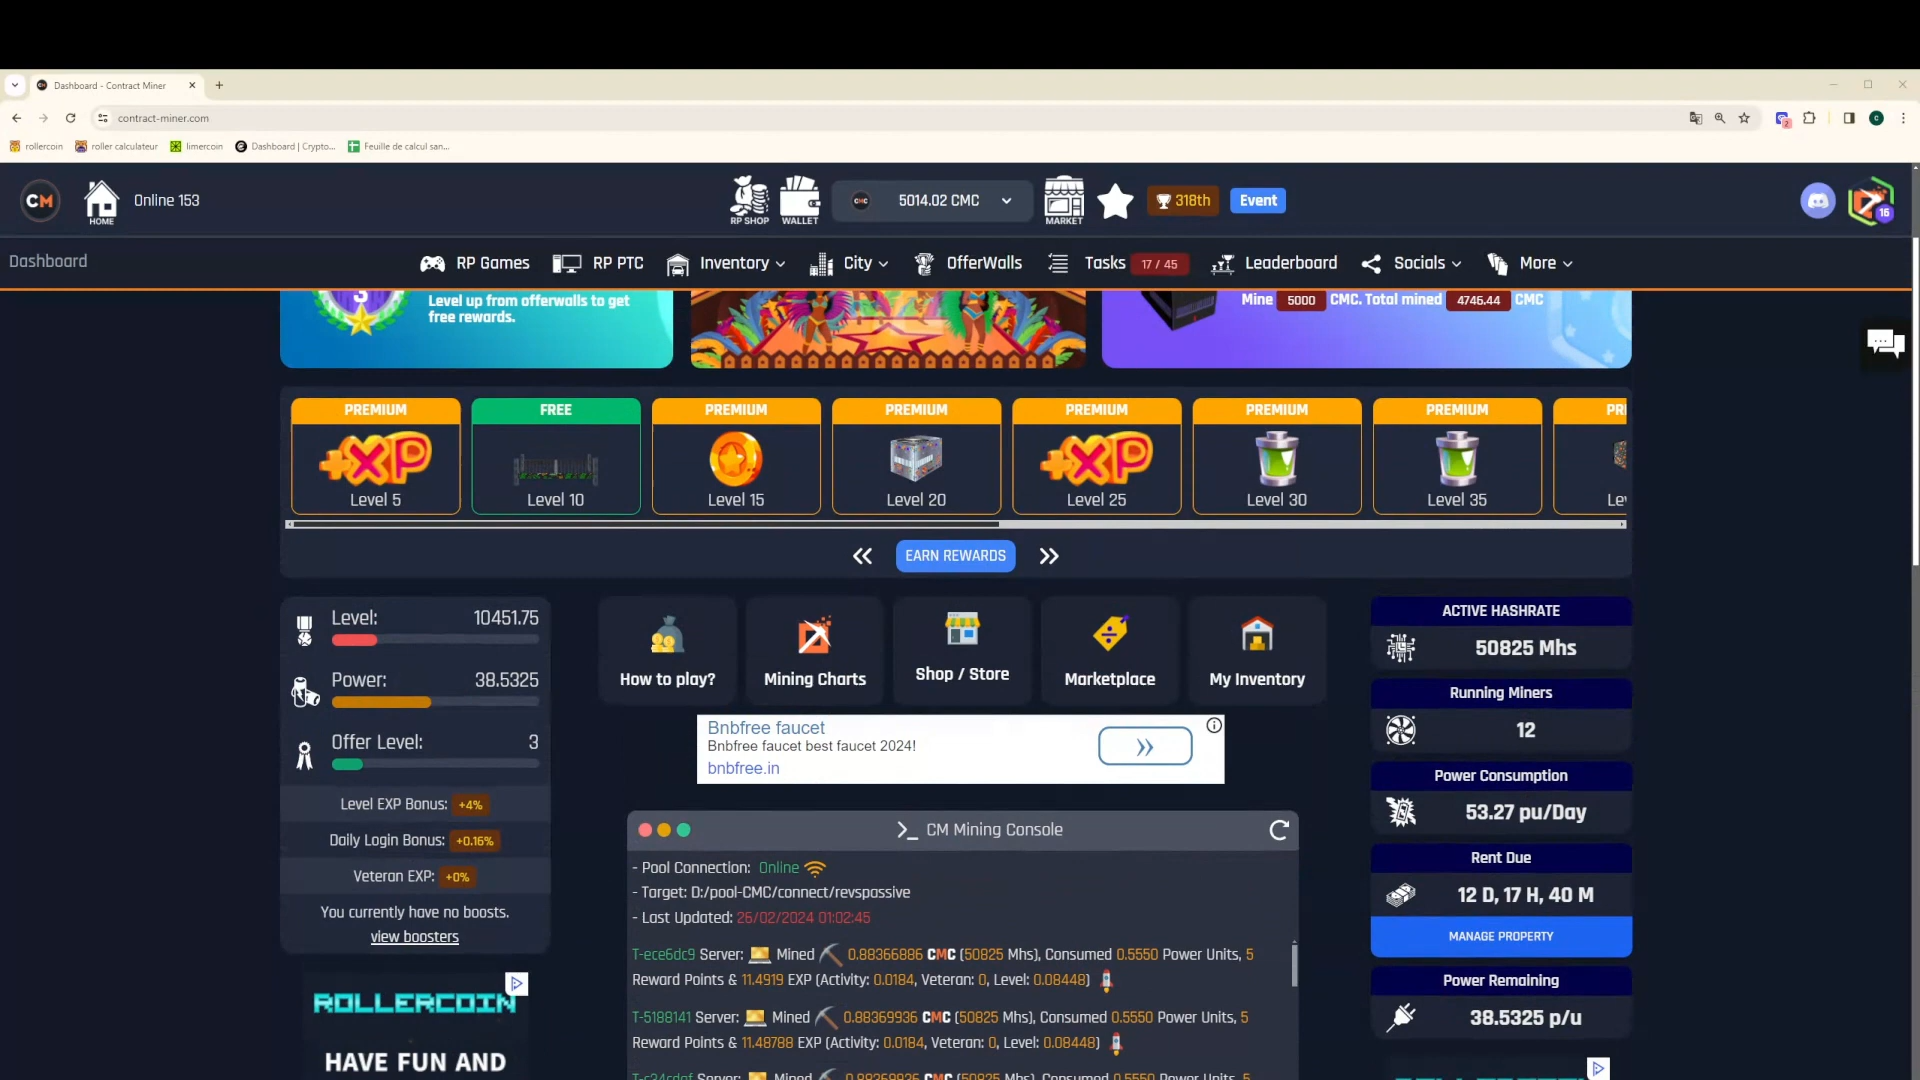 Dashboard - Contract Miner
contract-miner.com
rollercoin
roller calculateur
limercoin
Dashboard | Crypto...
Feuille de calcul san...
CM
HOME
Online 153
RP SHOP
WALLET
CMC
5014.02 CMC
MARKET
318th
Event
16
Dashboard
RP Games
RP PTC
Inventory
City
OfferWalls
Tasks 17 / 45
Leaderboard
Socials
More
3
Level up from offerwalls to get
free rewards.
Mine 5000 CMC. Total mined 4746.44 CMC
PREMIUM
+XP
Level 5
FREE
Level 10
PREMIUM
Level 15
PREMIUM
Level 20
PREMIUM
+XP
Level 25
PREMIUM
Level 30
PREMIUM
Level 35
EARN REWARDS
Level: 10451.75
Power: 38.5325
Offer Level: 3
Level EXP Bonus: +4%
Daily Login Bonus: +0.16%
Veteran EXP: +0%
You currently have no boosts.
view boosters
ROLLERCOIN
HAVE FUN AND
How to play?
Mining Charts
Shop / Store
Marketplace
My Inventory
Bnbfree faucet
Bnbfree faucet best faucet 2024!
bnbfree.in
CM Mining Console
- Pool Connection: Online
- Target: D:/pool-CMC/connect/revspassive
- Last Updated: 26/02/2024 01:02:45
T-ece6dc9 Server: Mined 0.88366886 CMC (50825 Mhs), Consumed 0.5550 Power Units, 5
Reward Points & 11.4919 EXP (Activity: 0.0184, Veteran: 0, Level: 0.08448)
T-5188141 Server: Mined 0.88369936 CMC (50825 Mhs), Consumed 0.5550 Power Units, 5
Reward Points & 11.48788 EXP (Activity: 0.0184, Veteran: 0, Level: 0.08448)
ACTIVE HASHRATE
50825 Mhs
Running Miners
12
Power Consumption
53.27 pu/Day
Rent Due
12 D, 17 H, 40 M
MANAGE PROPERTY
Power Remaining
38.5325 p/u